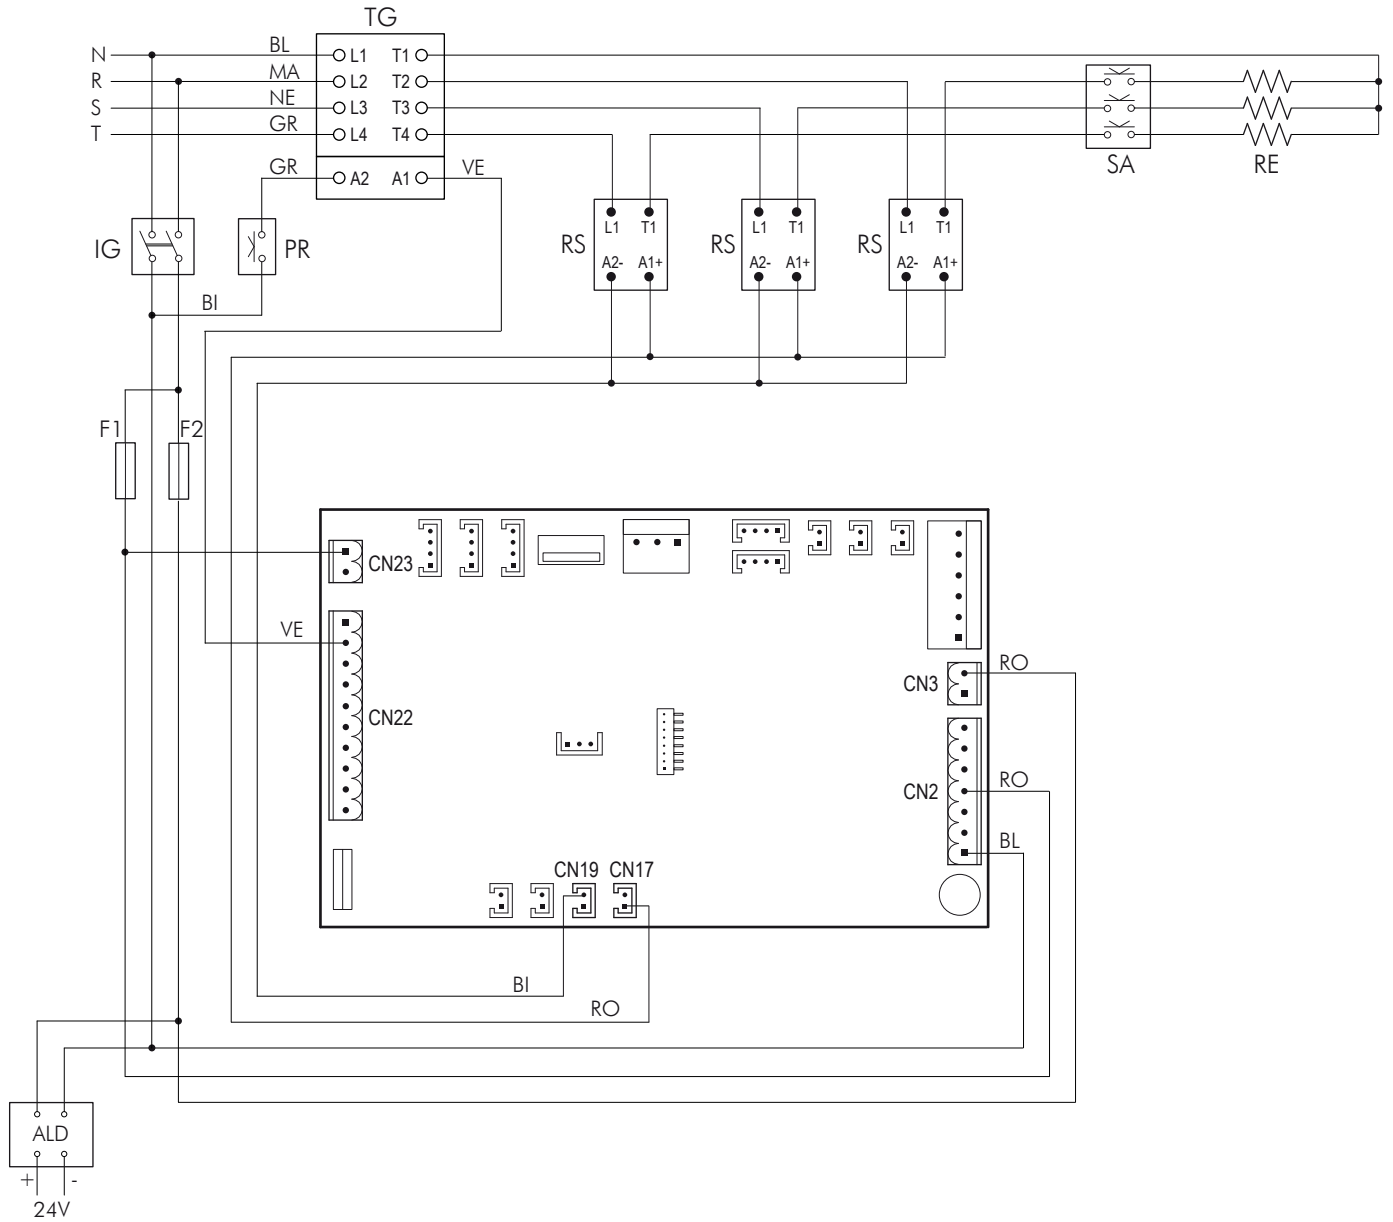 TG
N BL L1 T1
R MA L2 T2
S NE L3 T3
T GR L4 T4
SA RE
GR A2 A1 VE
IG PR
RS L1 T1 RS L1 T1 RS L1 T1
A2- A1+ A2- A1+ A2- A1+
BI
F1 F2
CN23
VE
RO
CN3
CN22
RO
CN2
BL
CN19 CN17
BI
RO
ALD
+ -
24V